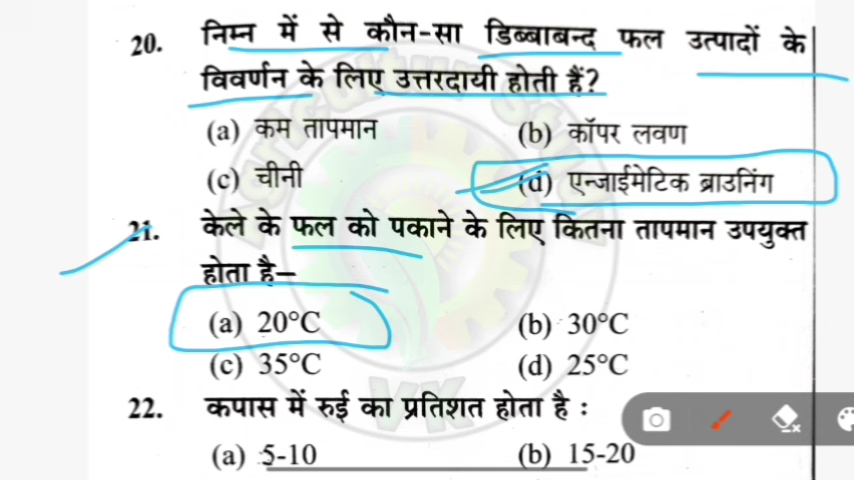 20. निम्न में से कौन-सा डिब्बाबन्द फल उत्पादों के
विवर्णन के लिए उत्तरदायी होती हैं?
(a) कम तापमान (b) कॉपर लवण
(c) चीनी (d) एन्जाईमेटिक ब्राउनिंग
21. केले के फल को पकाने के लिए कितना तापमान उपयुक्त
होता है–
(a) 20°C (b) 30°C
(c) 35°C (d) 25°C
22. कपास में रुई का प्रतिशत होता है :
(a) 5-10 (b) 15-20
VK